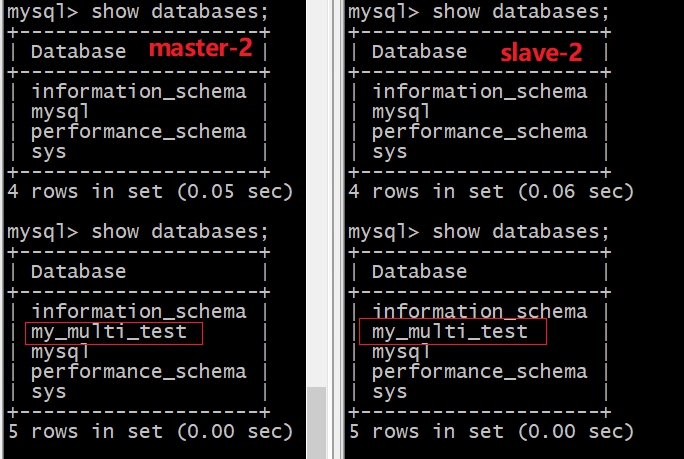 mysql> show databases;
+--------------------+
| Database master-2 |
+--------------------+
| information_schema |
| mysql |
| performance_schema |
| sys |
+--------------------+
4 rows in set (0.05 sec)
mysql> show databases;
+--------------------+
| Database |
+--------------------+
| information_schema |
| my_multi_test |
| mysql |
| performance_schema |
| sys |
+--------------------+
5 rows in set (0.00 sec)
mysql> show databases;
+--------------------+
| Database slave-2 |
+--------------------+
| information_schema |
| mysql |
| performance_schema |
| sys |
+--------------------+
4 rows in set (0.06 sec)
mysql> show databases;
+--------------------+
| Database |
+--------------------+
| information_schema |
| my_multi_test |
| mysql |
| performance_schema |
| sys |
+--------------------+
5 rows in set (0.00 sec)